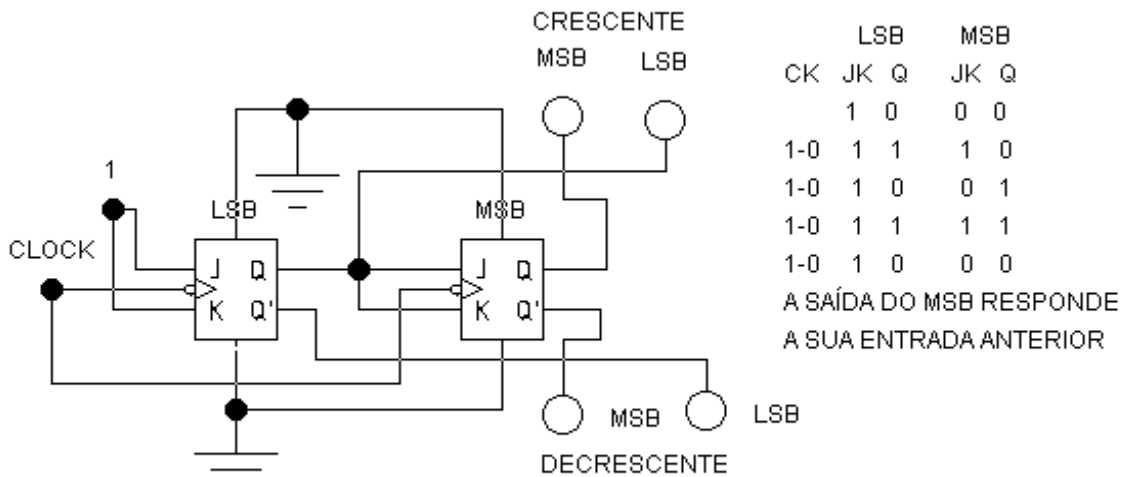 CRESCENTE
MSB LSB
1
CLOCK
LSB
MSB
J Q
K Q'
J Q
K Q'
MSB LSB
DECRESCENTE
LSB MSB
CK JK Q JK Q
1 0 0 0
1-0 1 1 1 0
1-0 1 0 0 1
1-0 1 1 1 1
1-0 1 0 0 0
A SAÍDA DO MSB RESPONDE
A SUA ENTRADA ANTERIOR